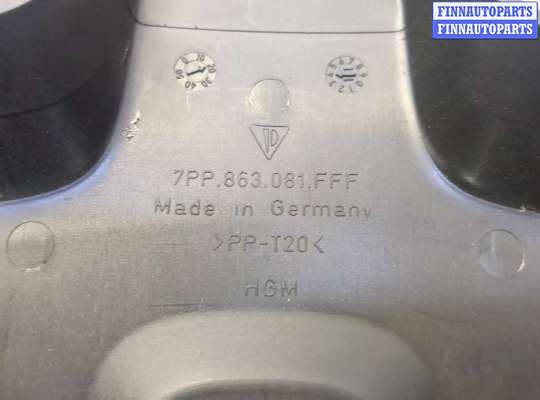 FINNAUTOPARTS
FINNAUTOPARTS
7PP.863.081.FFF
Made in Germany
>PP-T20<
HGM